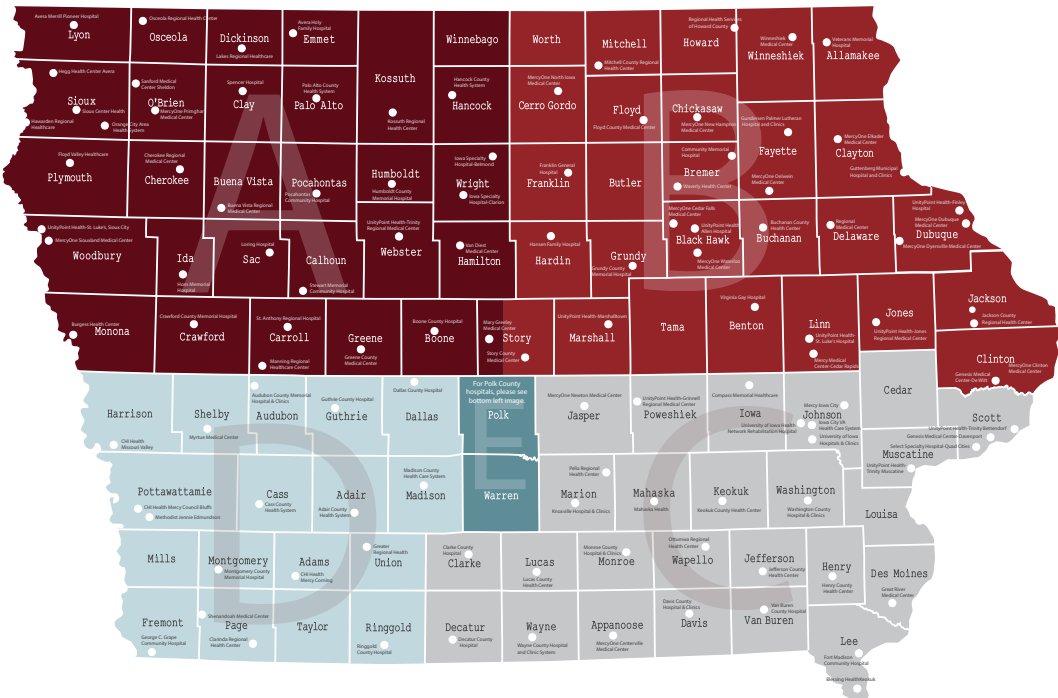 Avera Merrill Pioneer Hospital
Lyon
Osceola Regional Health Center
Osceola
Dickinson
Lakes Regional Healthcare
Avera Holy
Family Hospital
Emmet
Kossuth
Kossuth Regional
Health Center
Winnebago
Worth
Mitchell
Mitchell County Regional
Health Center
Regional Health Services
of Howard County
Howard
Winneshiek
Medical Center
Winneshiek
Veterans Memorial
Hospital
Allamakee
Hegg Health Center Avera
Sioux
Sioux Center Health
Hawarden Regional
Healthcare
Orange City Area
Health System
Sanford Medical
Center Sheldon
O'Brien
MercyOne Primghar
Medical Center
Spencer Hospital
Clay
Palo Alto County
Health System
Palo Alto
Hancock County
Health System
Hancock
MercyOne North Iowa
Medical Center
Cerro Gordo
Floyd
Floyd County Medical Center
Chickasaw
MercyOne New Hampton
Medical Center
Gundersen Palmer Lutheran
Hospital and Clinics
Fayette
MercyOne Oelwein
Medical Center
MercyOne Elkader
Medical Center
Clayton
Guttenberg Municipal
Hospital and Clinics
Floyd Valley Healthcare
Plymouth
Cherokee Regional
Medical Center
Cherokee
Buena Vista
Buena Vista Regional
Medical Center
Pocahontas
Pocahontas
Community Hospital
Humboldt
Humboldt County
Memorial Hospital
Iowa Specialty
Hospital-Belmond
Wright
Iowa Specialty
Hospital-Clarion
Franklin General
Hospital
Franklin
Butler
Community Memorial
Hospital
Bremer
Waverly Health Center
A
B
UnityPoint Health-St. Luke's, Sioux City
MercyOne Siouxland Medical Center
Woodbury
Ida
Horn Memorial
Hospital
Loring Hospital
Sac
Calhoun
Stewart Memorial
Community Hospital
UnityPoint Health-Trinity
Regional Medical Center
Webster
Van Diest Medical
Center
Hamilton
Hansen Family Hospital
Hardin
Grundy
Grundy County
Memorial Hospital
MercyOne Cedar Falls
Medical Center
UnityPoint Health
Allen Hospital
Black Hawk
MercyOne Waterloo
Medical Center
Buchanan County
Health Center
Buchanan
Regional
Medical Center
Delaware
UnityPoint Health-Finley
Hospital
MercyOne Dubuque
Medical Center
Dubuque
MercyOne Dyersville Medical Center
Burgess Health Center
Monona
Crawford County Memorial Hospital
Crawford
St. Anthony Regional Hospital
Carroll
Manning Regional
Healthcare Center
Greene
Greene County
Medical Center
Boone County Hospital
Boone
Mary Greeley
Medical Center
Story
Story County
Medical Center
UnityPoint Health-Marshalltown
Marshall
Tama
Virginia Gay Hospital
Benton
Linn
UnityPoint Health-
St. Luke's Hospital
Mercy Medical
Center-Cedar Rapids
Jones
UnityPoint Health-Jones
Regional Medical Center
Jackson
Jackson County
Regional Health Center
Clinton
MercyOne Clinton
Medical Center
Genesis Medical
Center-De Witt
Harrison
CHI Health
Missouri Valley
Shelby
Myrtue Medical Center
Audubon County Memorial
Hospital & Clinics
Audubon
Guthrie County Hospital
Guthrie
Dallas County Hospital
Dallas
For Polk County
hospitals, please see
bottom left image.
Polk
E
Warren
MercyOne Newton Medical Center
Jasper
UnityPoint Health-Grinnell
Regional Medical Center
Poweshiek
Compass Memorial Healthcare
Iowa
University of Iowa Health
Network Rehabilitation Hospital
Mercy Iowa City
Johnson
Iowa City VA
Health Care System
University of Iowa
Hospitals & Clinics
Cedar
Scott
UnityPoint Health-Trinity Bettendorf
Genesis Medical Center-Davenport
Select Specialty Hospital-Quad Cities
Muscatine
UnityPoint Health-
Trinity Muscatine
Pottawattamie
CHI Health Mercy Council Bluffs
Methodist Jennie Edmundson
Cass
Cass County
Health System
Adair
Adair County
Health System
Madison County
Health Care System
Madison
Pella Regional
Health Center
Marion
Knoxville Hospital & Clinics
Mahaska
Mahaska Health
Keokuk
Keokuk County Health Center
Washington
Washington County
Hospital & Clinics
Louisa
D
C
Mills
Montgomery
Montgomery County
Memorial Hospital
Adams
CHI Health
Mercy Corning
Greater
Regional Health
Union
Clarke County
Hospital
Clarke
Lucas
Lucas County
Health Center
Monroe County
Hospital & Clinics
Monroe
Ottumwa Regional
Health Center
Wapello
Jefferson
Jefferson County
Health Center
Henry
Henry County
Health Center
Des Moines
Great River
Medical Center
Fremont
George C. Grape
Community Hospital
Shenandoah Medical Center
Page
Clarinda Regional
Health Center
Taylor
Ringgold
Ringgold
County Hospital
Decatur
Decatur County
Hospital
Wayne
Wayne County Hospital
and Clinic System
Appanoose
MercyOne Centerville
Medical Center
Davis County
Hospital & Clinics
Davis
Van Buren
County Hospital
Van Buren
Lee
Fort Madison
Community Hospital
Blessing Health Keokuk